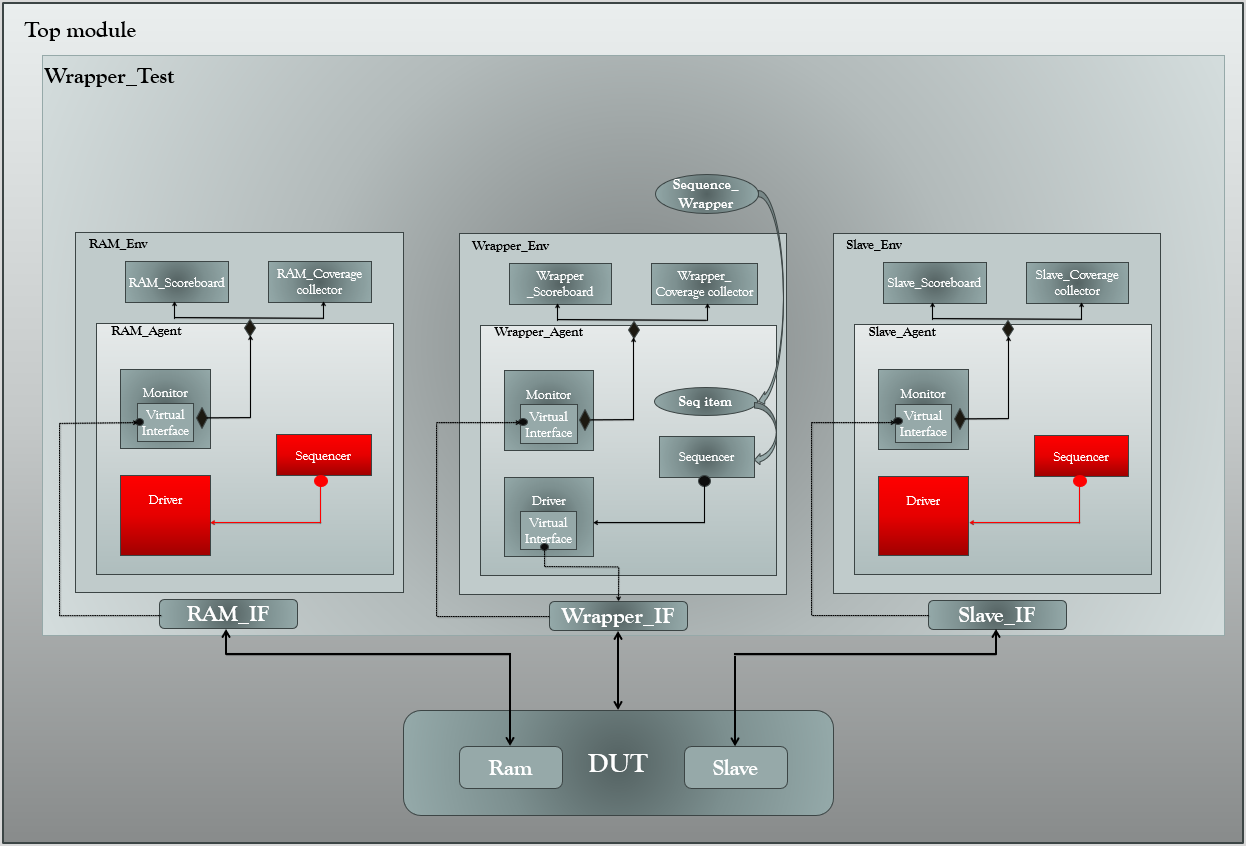 Top module
Wrapper_Test
Sequence_
Wrapper
RAM_Env
RAM_Scoreboard
RAM_Coverage
collector
RAM_Agent
Monitor
Virtual
Interface
Sequencer
Driver
RAM_IF
Wrapper_Env
Wrapper
_Scoreboard
Wrapper_
Coverage collector
Wrapper_Agent
Monitor
Virtual
Interface
Seq item
Sequencer
Driver
Virtual
Interface
Wrapper_IF
Slave_Env
Slave_Scoreboard
Slave_Coverage
collector
Slave_Agent
Monitor
Virtual
Interface
Sequencer
Driver
Slave_IF
Ram
DUT
Slave